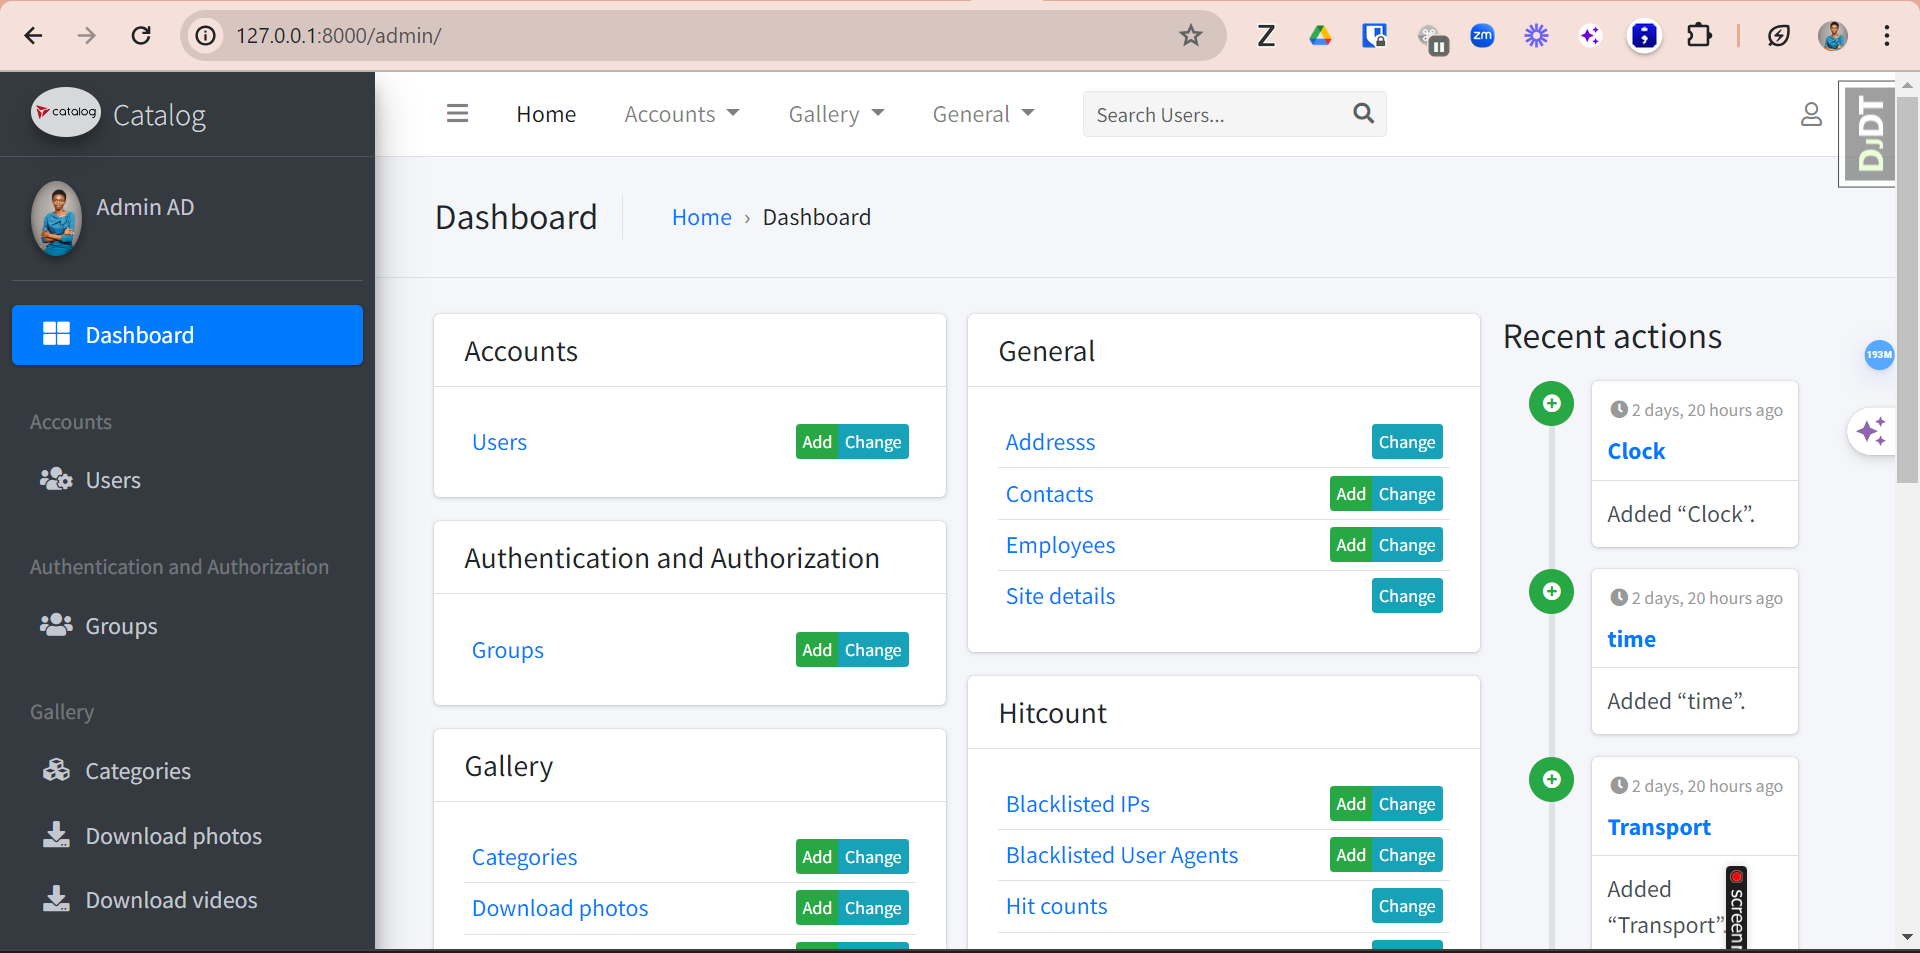 127.0.0.1:8000/admin/
Z
zm
catalog
Catalog
Home
Accounts
Gallery
General
Search Users...
DJDT
Admin AD
Dashboard
Home › Dashboard
Dashboard
Accounts
Users
Authentication and Authorization
Groups
Gallery
Categories
Download photos
Download videos
Accounts
Users
Add
Change
Authentication and Authorization
Groups
Add
Change
Gallery
Categories
Add
Change
Download photos
Add
Change
General
Addresss
Change
Contacts
Add
Change
Employees
Add
Change
Site details
Change
Hitcount
Blacklisted IPs
Add
Change
Blacklisted User Agents
Add
Change
Hit counts
Change
Recent actions
2 days, 20 hours ago
Clock
Added “Clock”.
2 days, 20 hours ago
time
Added “time”.
2 days, 20 hours ago
Transport
Added
“Transport”.
193M